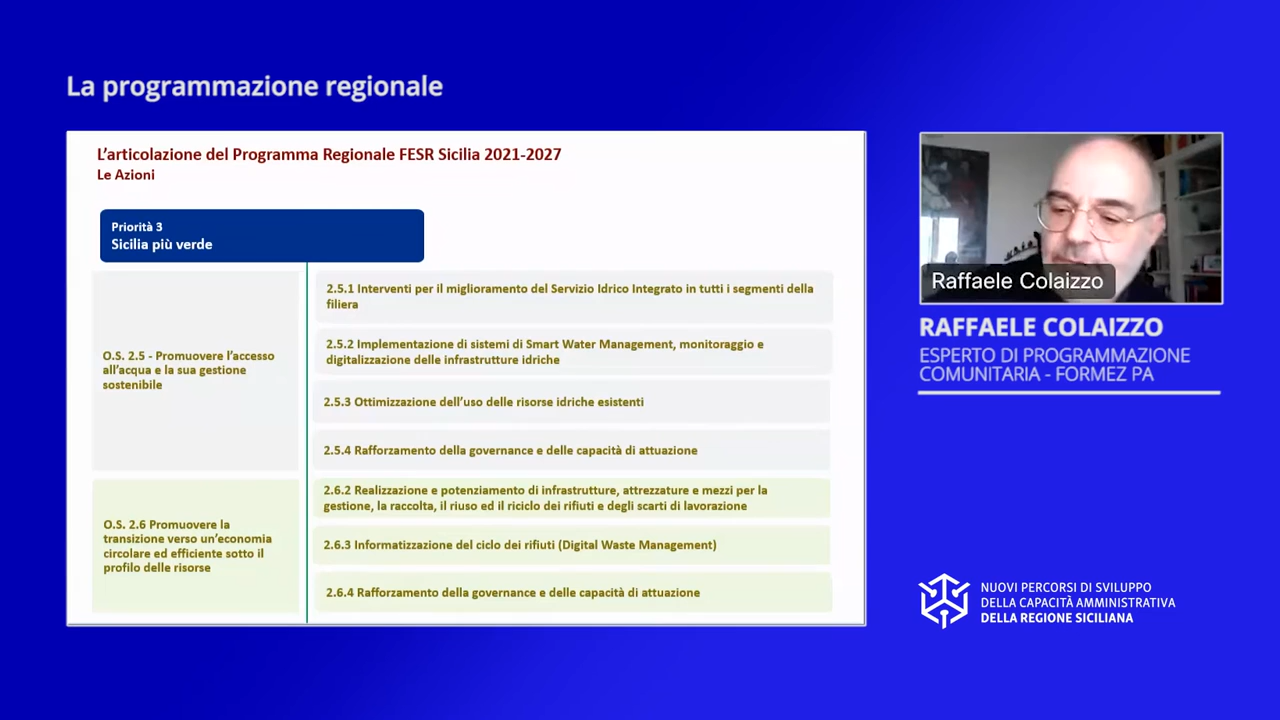 La programmazione regionale
L'articolazione del Programma Regionale FESR Sicilia 2021-2027
Le Azioni
Priorità 3
Sicilia più verde
O.S. 2.5 - Promuovere l'accesso
all'acqua e la sua gestione
sostenibile
2.5.1 Interventi per il miglioramento del Servizio Idrico Integrato in tutti i segmenti della
filiera
2.5.2 Implementazione di sistemi di Smart Water Management, monitoraggio e
digitalizzazione delle infrastrutture idriche
2.5.3 Ottimizzazione dell'uso delle risorse idriche esistenti
2.5.4 Rafforzamento della governance e delle capacità di attuazione
O.S. 2.6 Promuovere la
transizione verso un'economia
circolare ed efficiente sotto il
profilo delle risorse
2.6.2 Realizzazione e potenziamento di infrastrutture, attrezzature e mezzi per la
gestione, la raccolta, il riuso ed il riciclo dei rifiuti e degli scarti di lavorazione
2.6.3 Informatizzazione del ciclo dei rifiuti (Digital Waste Management)
2.6.4 Rafforzamento della governance e delle capacità di attuazione
Raffaele Colaizzo
RAFFAELE COLAIZZO
ESPERTO DI PROGRAMMAZIONE
COMUNITARIA - FORMEZ PA
NUOVI PERCORSI DI SVILUPPO
DELLA CAPACITÀ AMMINISTRATIVA
DELLA REGIONE SICILIANA